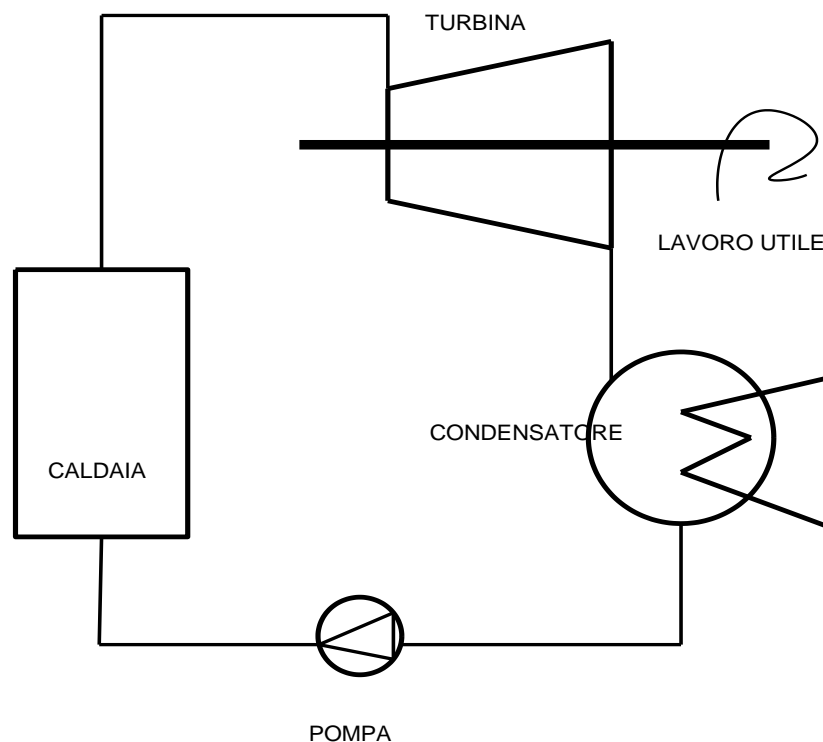 TURBINA
LAVORO UTILE
CONDENSATORE
CALDAIA
POMPA